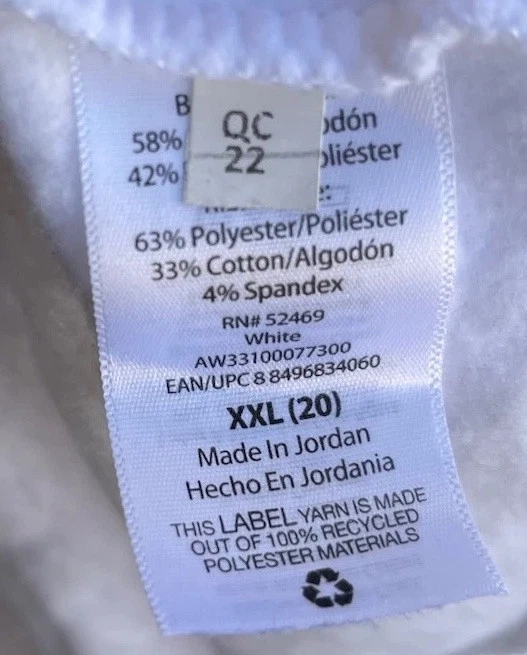 B
58%
42%
QC
22
odón
oliéster
63% Polyester/Poliéster
33% Cotton/Algodón
4% Spandex
RN# 52469
White
AW33100077300
EAN/UPC 8 8496834060
XXL (20)
Made In Jordan
Hecho En Jordania
THIS LABEL YARN IS MADE
OUT OF 100% RECYCLED
POLYESTER MATERIALS